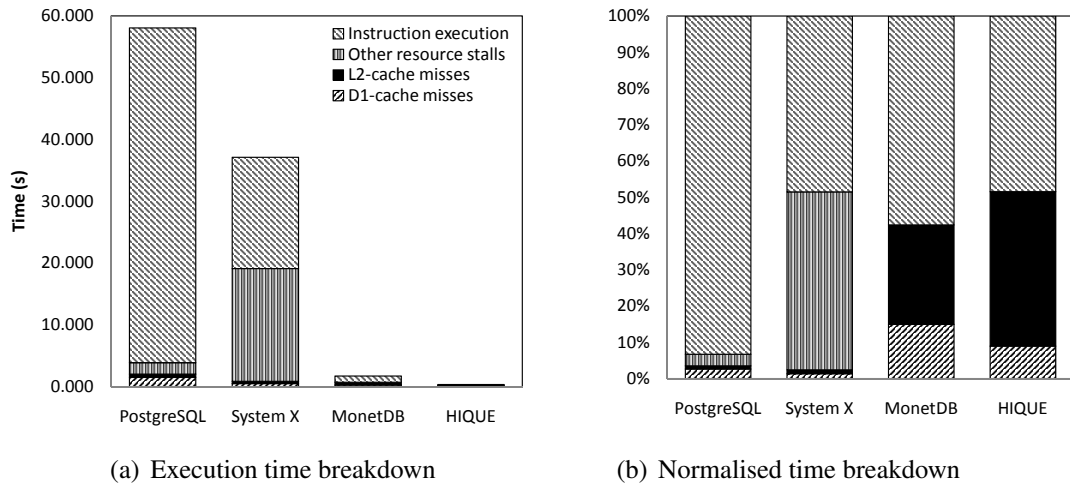 60.000
50.000
40.000
30.000
20.000
10.000
0.000
Time (s)
Instruction execution
Other resource stalls
L2-cache misses
D1-cache misses
PostgreSQL System X MonetDB HIQUE
(a) Execution time breakdown
100%
90%
80%
70%
60%
50%
40%
30%
20%
10%
0%
PostgreSQL System X MonetDB HIQUE
(b) Normalised time breakdown